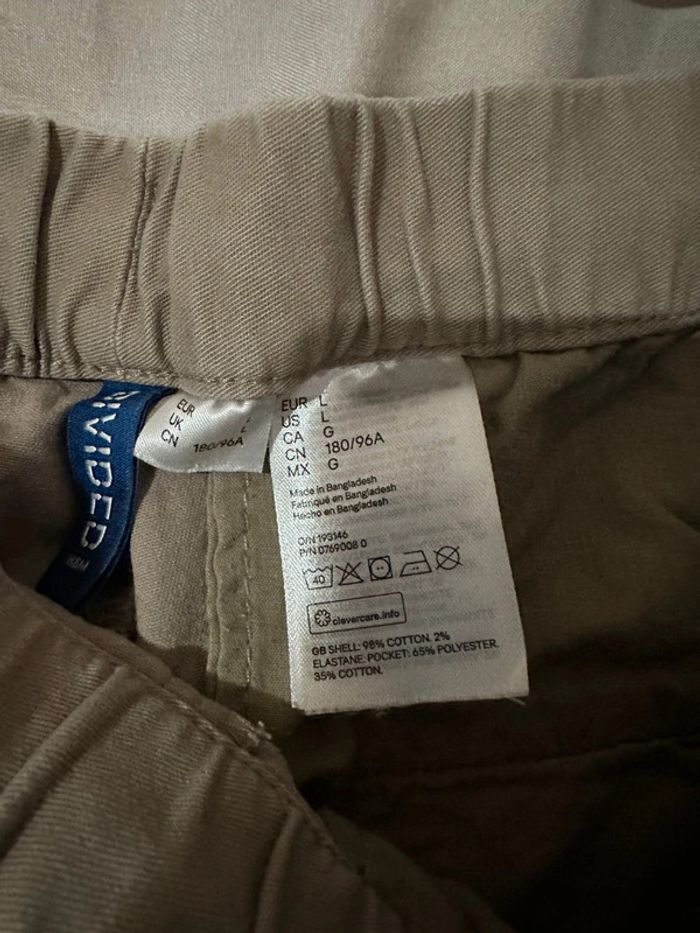 DIVIDED
H&M
EUR L
UK L
CN 180/96A
EUR L
US L
CA G
CN 180/96A
MX G
Made in Bangladesh
Fabriqué en Bangladesh
Hecho en Bangladesh
O/N 193146
P/N 0769008 0
40
clevercare.info
GB SHELL: 98% COTTON. 2%
ELASTANE. POCKET: 65% POLYESTER.
35% COTTON.